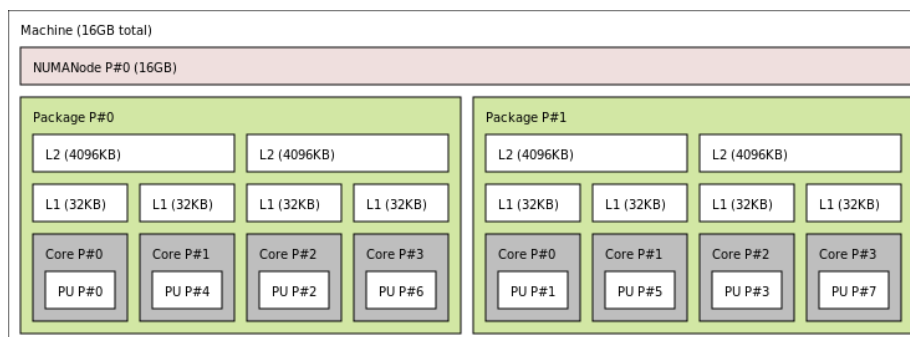 Machine (16GB total)
NUMANode P#0 (16GB)
Package P#0
L2 (4096KB)
L2 (4096KB)
L1 (32KB)
L1 (32KB)
L1 (32KB)
L1 (32KB)
Core P#0
PU P#0
Core P#1
PU P#4
Core P#2
PU P#2
Core P#3
PU P#6
Package P#1
L2 (4096KB)
L2 (4096KB)
L1 (32KB)
L1 (32KB)
L1 (32KB)
L1 (32KB)
Core P#0
PU P#1
Core P#1
PU P#5
Core P#2
PU P#3
Core P#3
PU P#7